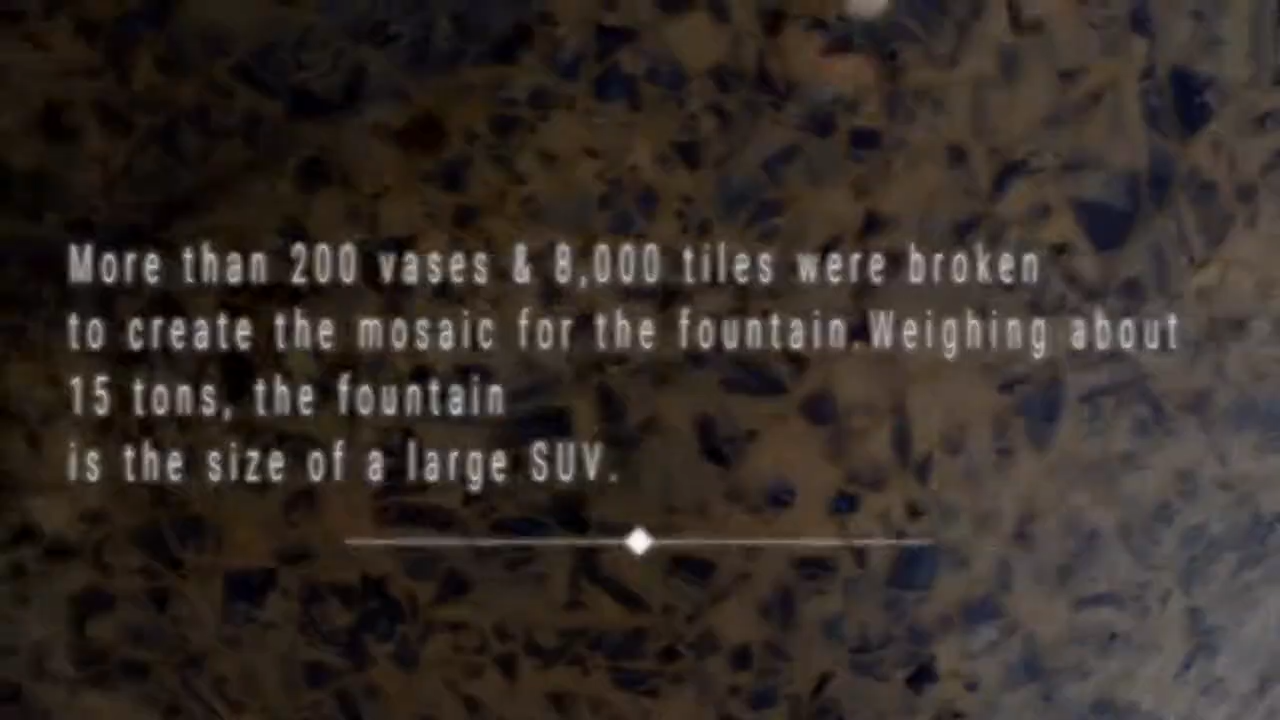 More than 200 vases & 8,000 tiles were broken
to create the mosaic for the fountain.Weighing about
15 tons, the fountain
is the size of a large SUV.